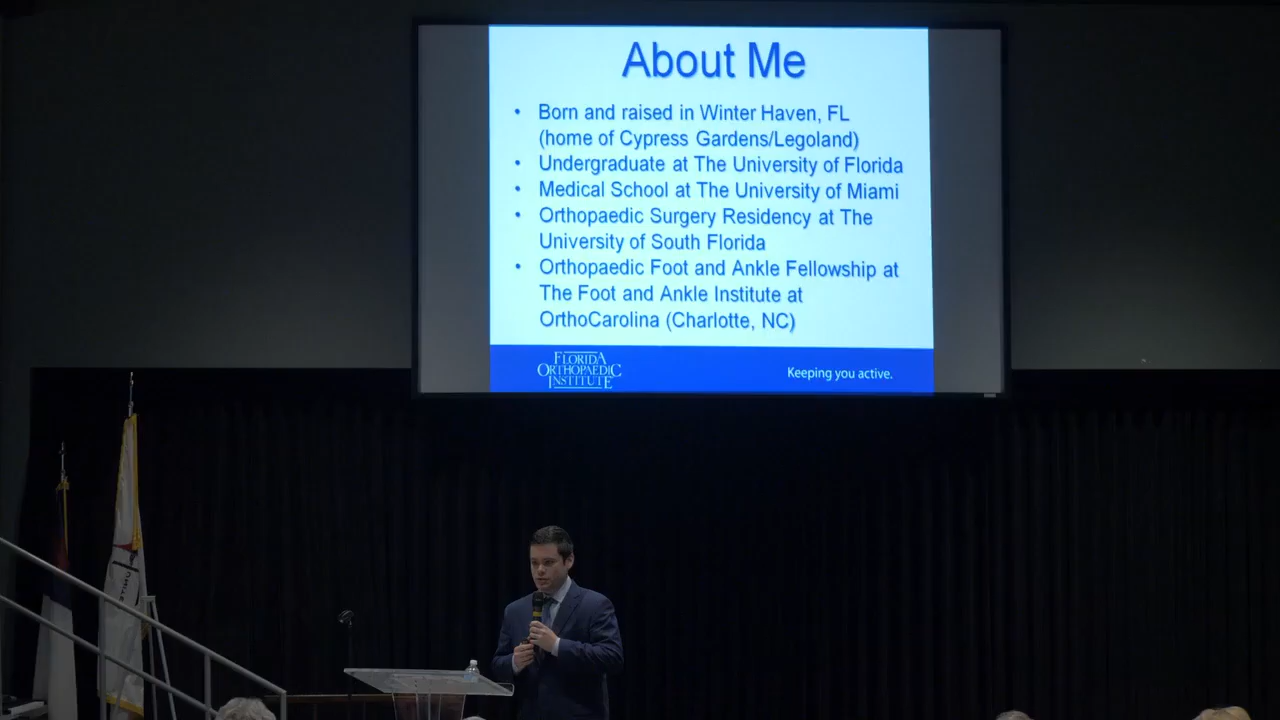 About Me
• Born and raised in Winter Haven, FL
(home of Cypress Gardens/Legoland)
• Undergraduate at The University of Florida
• Medical School at The University of Miami
• Orthopaedic Surgery Residency at The
University of South Florida
• Orthopaedic Foot and Ankle Fellowship at
The Foot and Ankle Institute at
OrthoCarolina (Charlotte, NC)
FLORIDA
ORTHOPAEDIC
INSTITUTE
Keeping you active.